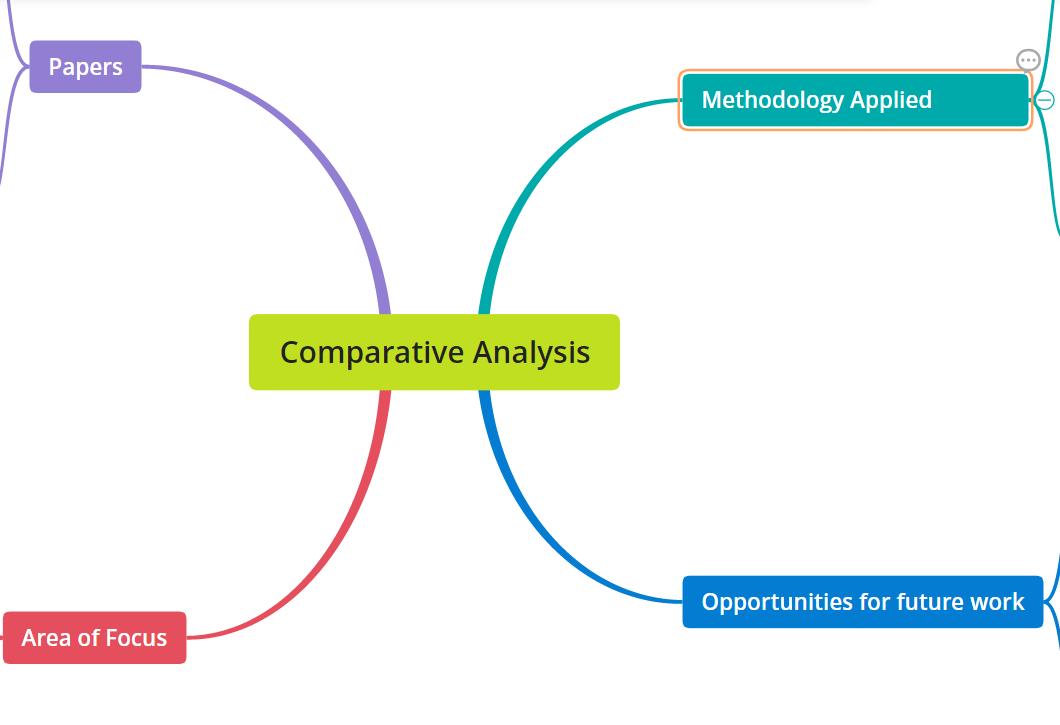 Papers
Methodology Applied
Comparative Analysis
Opportunities for future work
Area of Focus